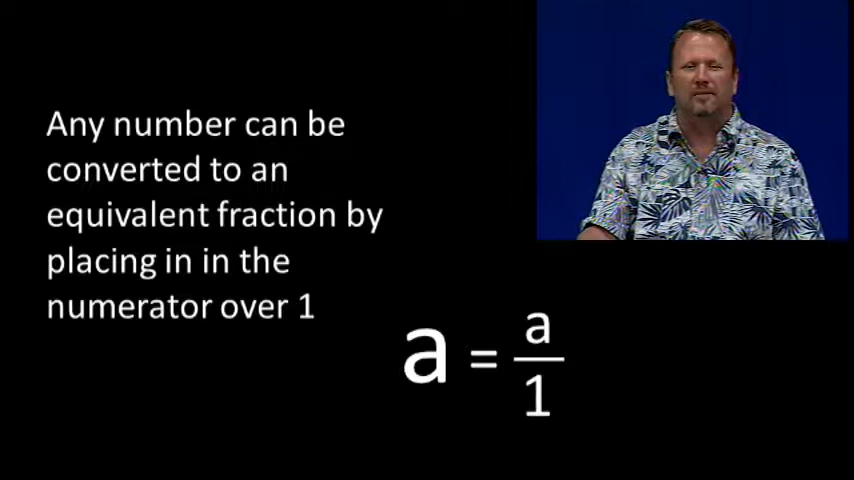 Any number can be
converted to an
equivalent fraction by
placing in in the
numerator over 1
a = a/1